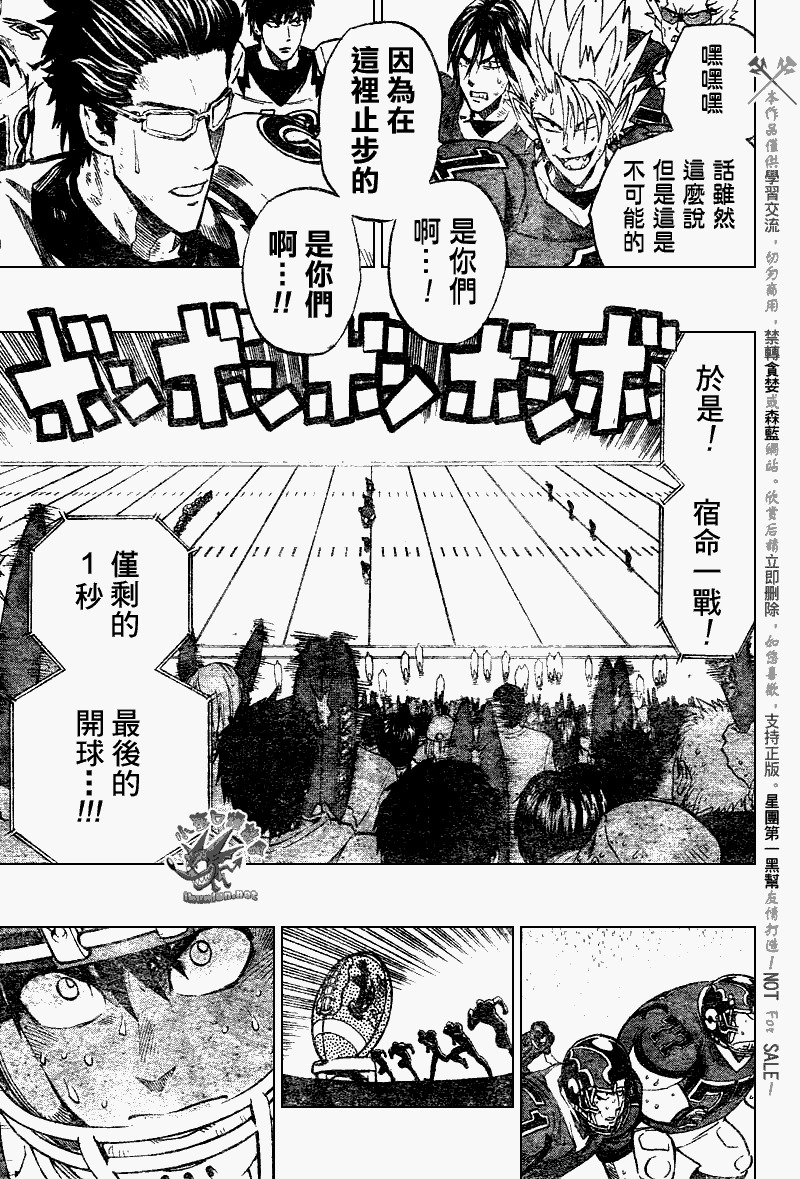 嘿嘿嘿
話雖然
這麼說
但是這是
不可能的
因為在
這裡止步的
是你們
啊…!
是你們
啊…!!
ボンボンボンボンボ
於是!
宿命一戰!
僅剩的
1秒
最後的
開球…!!!
本作品僅供學習交流，勿匆商用，禁轉貪婪或森藍網站。欣賞后請立即刪除，如您喜歡，支持正版。星團第一黑幫友情打造！NOT For SALE！